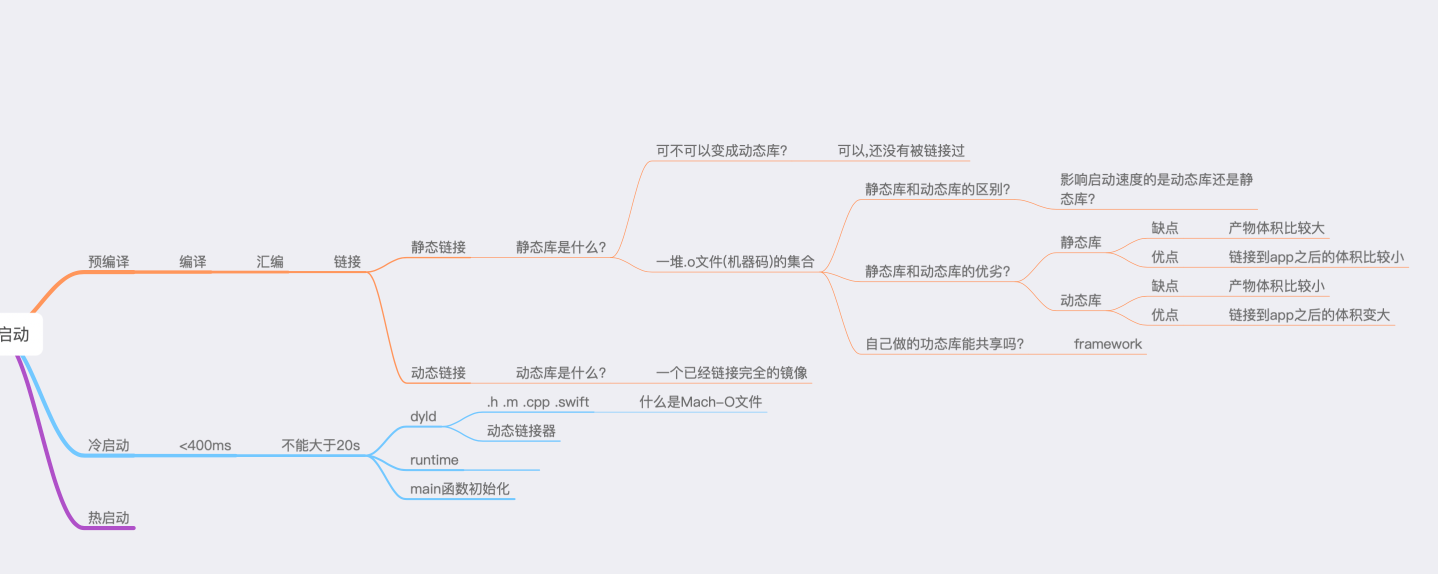 启动
预编译
编译
汇编
链接
静态链接
静态库是什么?
可不可以变成动态库?
可以,还没有被链接过
一堆.o文件(机器码)的集合
静态库和动态库的区别?
影响启动速度的是动态库还是静
态库?
静态库和动态库的优劣?
静态库
缺点
产物体积比较大
优点
链接到app之后的体积比较小
动态库
缺点
产物体积比较小
优点
链接到app之后的体积变大
自己做的功态库能共享吗?
framework
动态链接
动态库是什么?
一个已经链接完全的镜像
冷启动
<400ms
不能大于20s
dyld
.h .m .cpp .swift
什么是Mach-O文件
动态链接器
runtime
main函数初始化
热启动